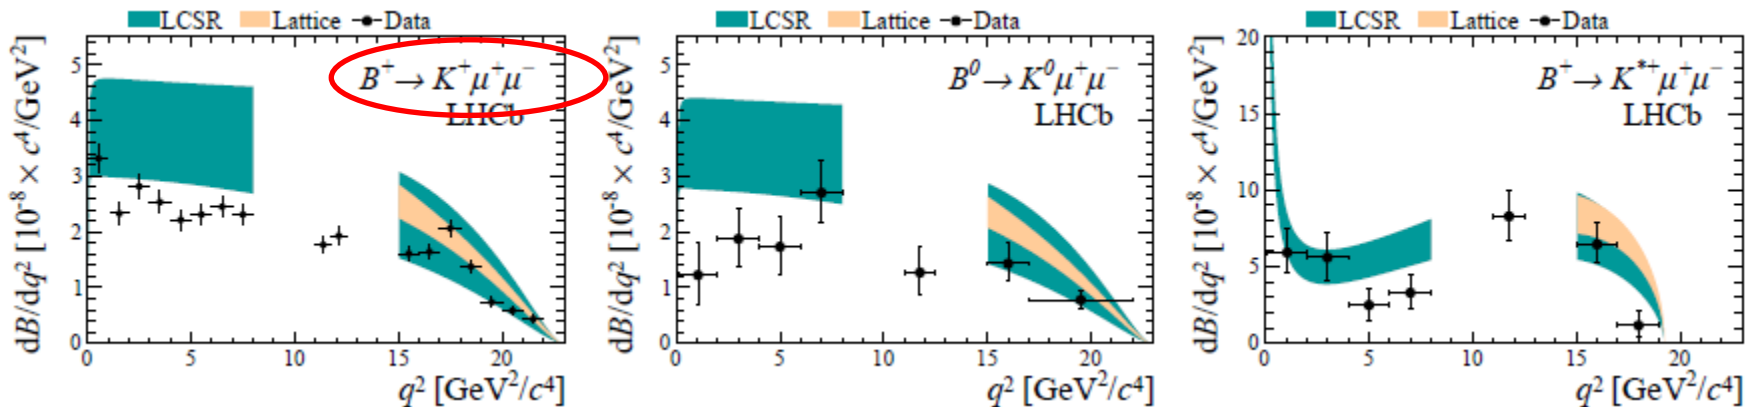 LCSR Lattice Data
dB/dq² [10⁻⁸ × c⁴/GeV²]
5
4
3
2
1
0
B⁺→ K⁺μ⁺μ⁻
LHCb
0 5 10 15 20
q² [GeV²/c⁴]
LCSR Lattice Data
dB/dq² [10⁻⁸ × c⁴/GeV²]
5
4
3
2
1
0
B⁰→ K⁰μ⁺μ⁻
LHCb
0 5 10 15 20
q² [GeV²/c⁴]
LCSR Lattice Data
dB/dq² [10⁻⁸ × c⁴/GeV²]
20
15
10
5
0
B⁺→ K*⁺μ⁺μ⁻
LHCb
0 5 10 15 20
q² [GeV²/c⁴]